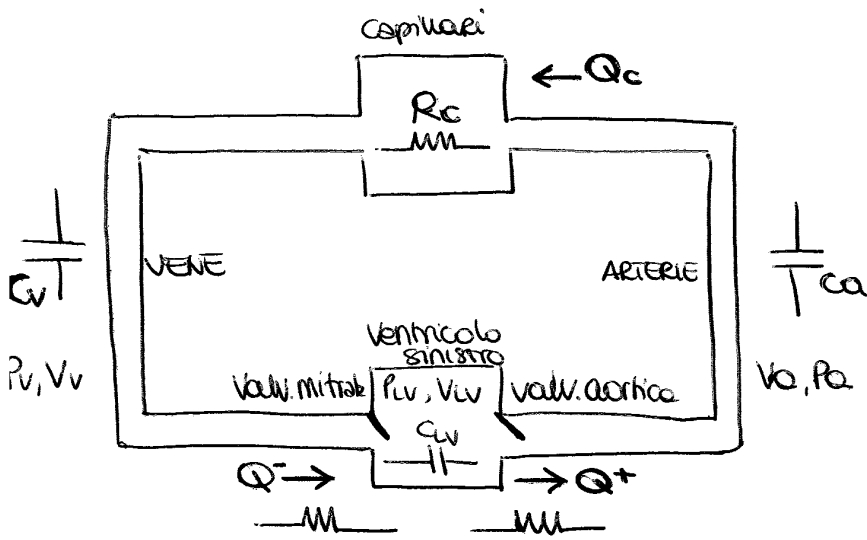 capillari
← Qc
Rc
VENE
ARTERIE
Cv
Ca
Pv, Vv
Va, Pa
ventricolo
sinistro
valv. mitrale
PLV, VLV
valv. aortica
CLV
Q⁻ →
→ Q⁺